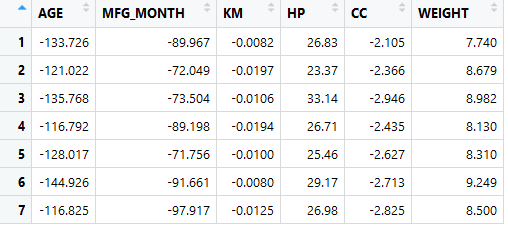 AGE MFG_MONTH KM HP CC WEIGHT
1 -133.726 -89.967 -0.0082 26.83 -2.105 7.740
2 -121.022 -72.049 -0.0197 23.37 -2.366 8.679
3 -135.768 -73.504 -0.0106 33.14 -2.946 8.982
4 -116.792 -89.198 -0.0194 26.71 -2.435 8.130
5 -128.017 -71.756 -0.0100 25.46 -2.627 8.310
6 -144.926 -91.661 -0.0080 29.17 -2.713 9.249
7 -116.825 -97.917 -0.0125 26.98 -2.825 8.500